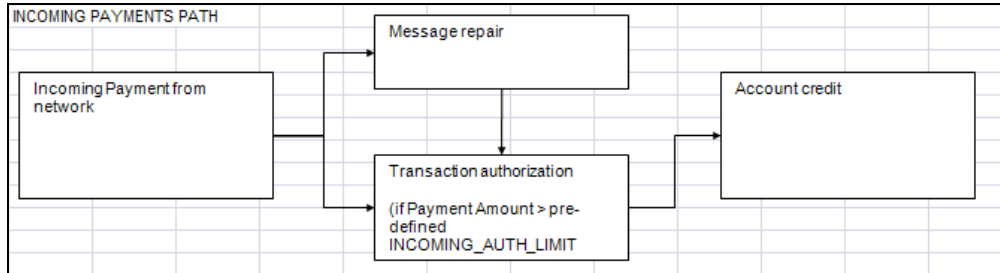 INCOMING PAYMENTS PATH
Message repair
Incoming Payment from
network
Account credit
Transaction authorization
(if Payment Amount > pre-
defined
INCOMING_AUTH_LIMIT